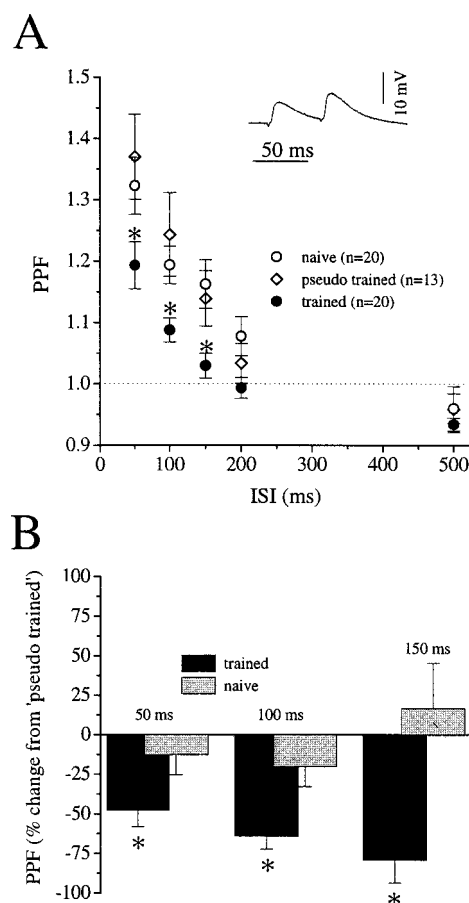 A
1.5
1.4
1.3
1.2
1.1
1.0
0.9
PPF
10 mV
50 ms
naive (n=20)
pseudo trained (n=13)
trained (n=20)
*
*
*
0 100 200 300 400 500
ISI (ms)
B
100
75
50
25
0
-25
-50
-75
-100
PPF (% change from 'pseudo trained')
trained
naive
50 ms
100 ms
150 ms
*
*
*